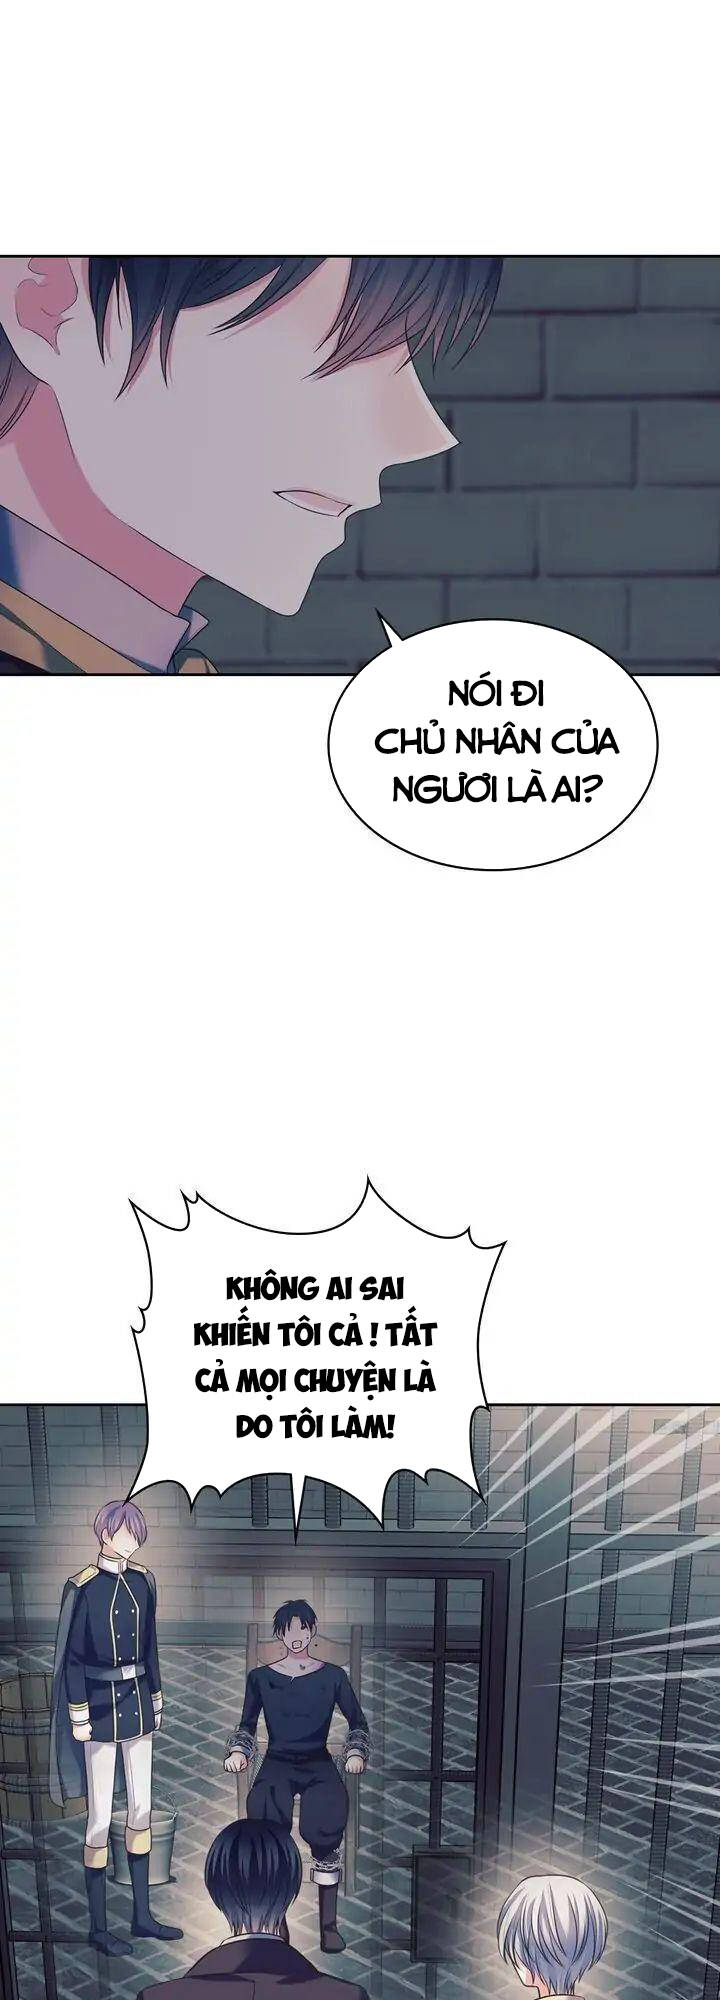 NÓI ĐI
CHỦ NHÂN CỦA
NGƯƠI LÀ AI?
KHÔNG AI SAI
KHIẾN TÔI CẢ ! TẤT
CẢ MỌI CHUYỆN LÀ
DO TÔI LÀM!